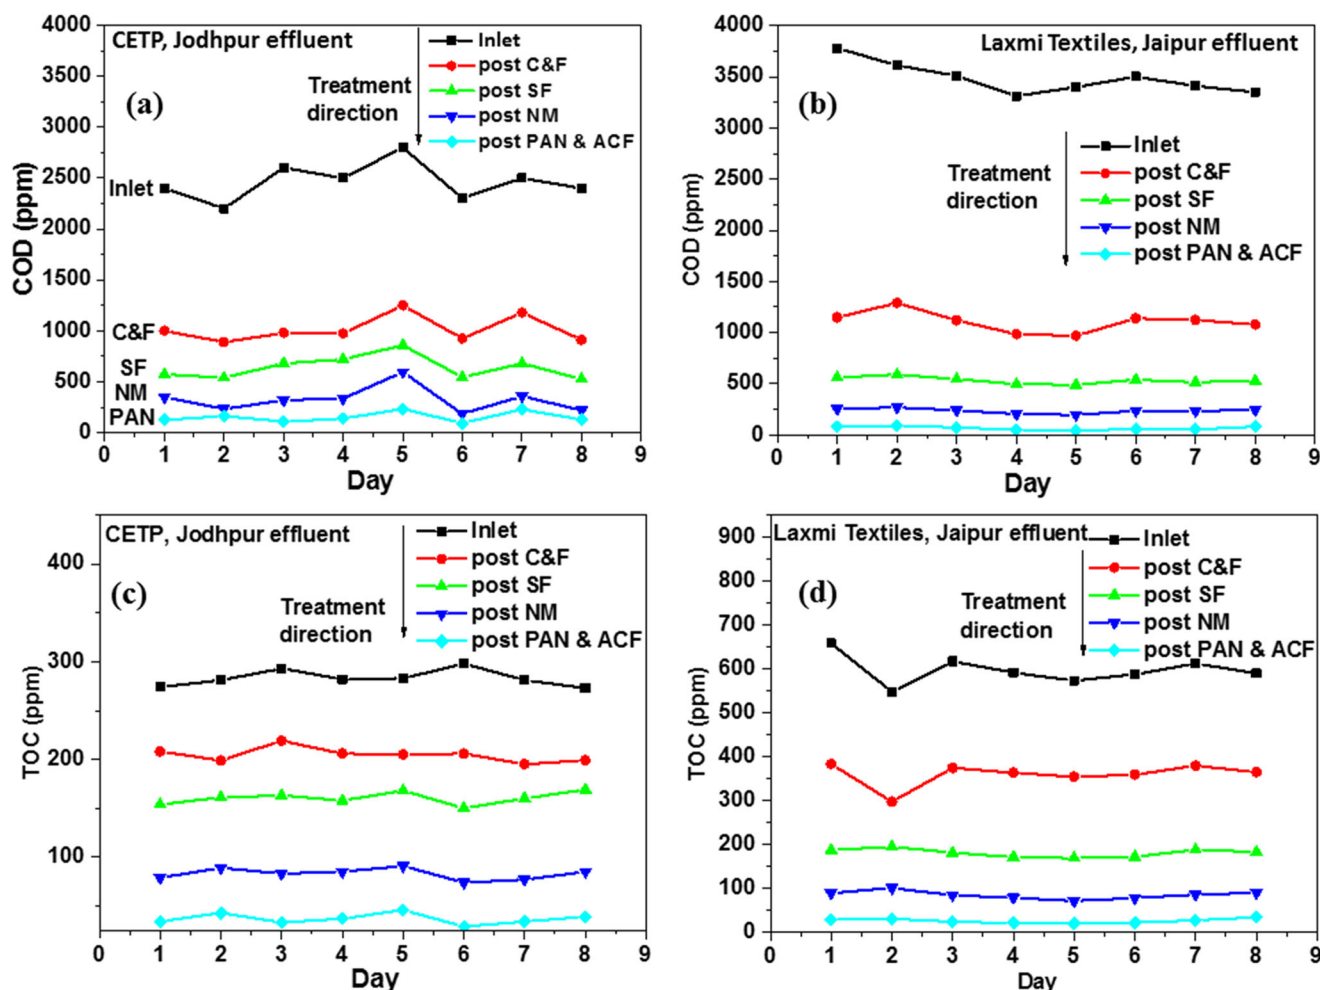 4000
3500
3000
2500
2000
1500
1000
500
0
COD (ppm)
CETP, Jodhpur effluent
(a)
Treatment
direction
Inlet
post C&F
post SF
post NM
post PAN & ACF
Inlet
C&F
SF
NM
PAN
0 1 2 3 4 5 6 7 8 9
Day
4000
3500
3000
2500
2000
1500
1000
500
0
COD (ppm)
Laxmi Textiles, Jaipur effluent
(b)
Treatment
direction
Inlet
post C&F
post SF
post NM
post PAN & ACF
0 1 2 3 4 5 6 7 8 9
Day
400
300
200
100
TOC (ppm)
CETP, Jodhpur effluent
(c)
Treatment
direction
Inlet
post C&F
post SF
post NM
post PAN & ACF
0 1 2 3 4 5 6 7 8 9
Day
900
800
700
600
500
400
300
200
100
0
TOC (ppm)
Laxmi Textiles, Jaipur effluent
(d)
Treatment
direction
Inlet
post C&F
post SF
post NM
post PAN & ACF
0 1 2 3 4 5 6 7 8 9
Day